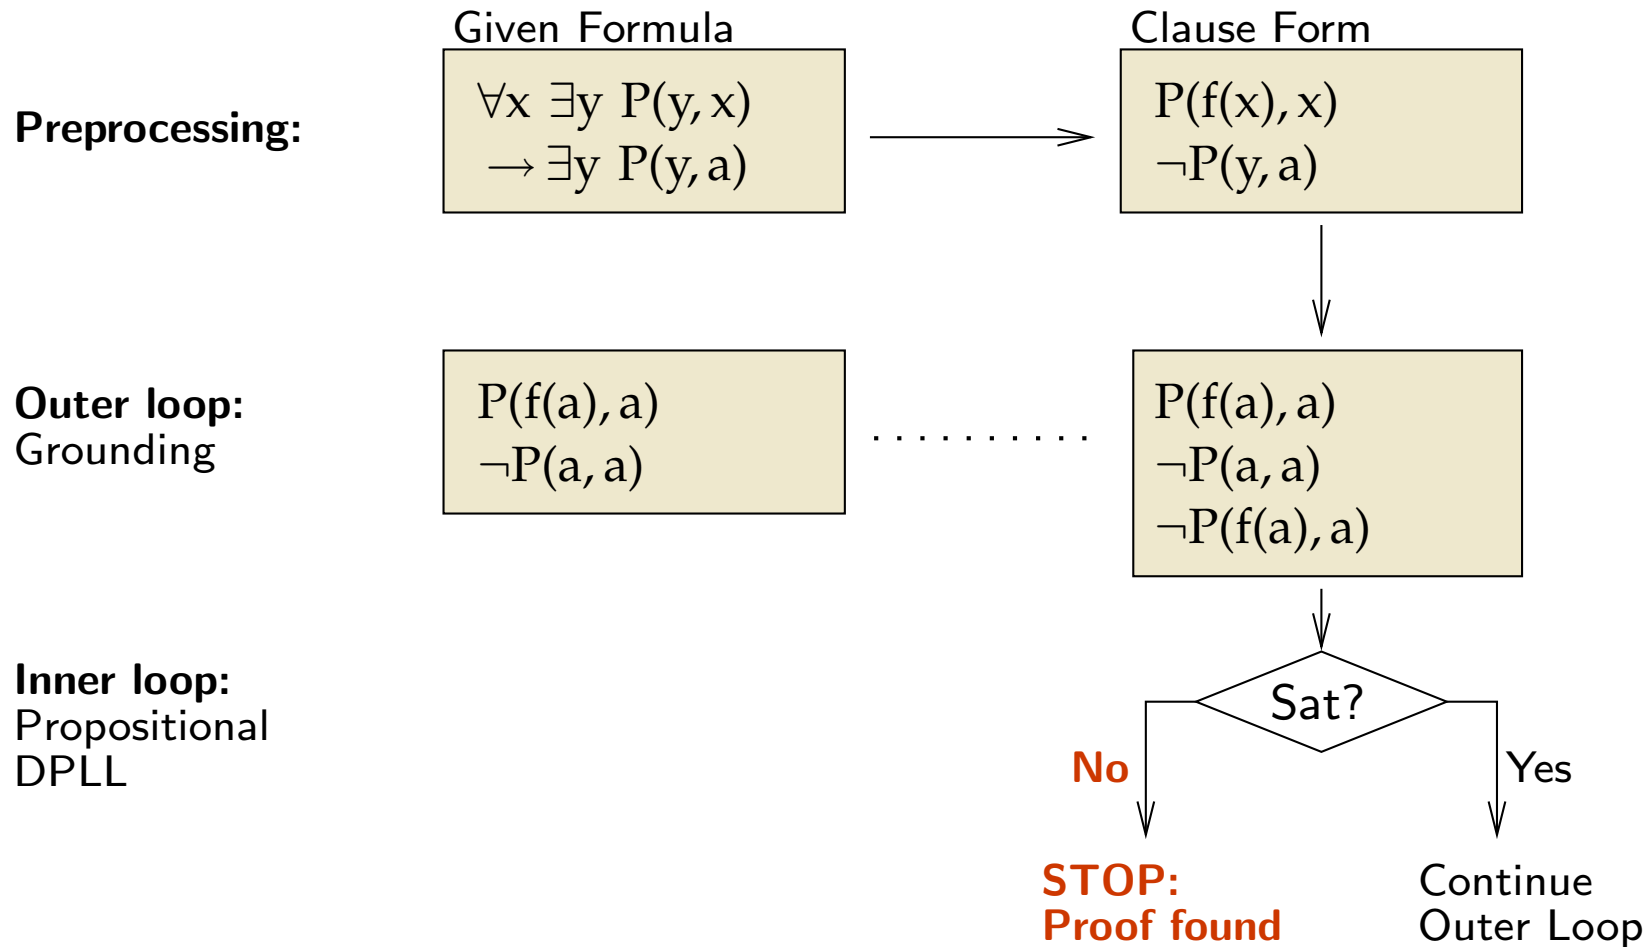 Given Formula
Clause Form
Preprocessing:
∀x ∃y P(y, x)
→ ∃y P(y, a)
P(f(x), x)
¬P(y, a)
Outer loop:
Grounding
P(f(a), a)
¬P(a, a)
. . . . . . . . . .
P(f(a), a)
¬P(a, a)
¬P(f(a), a)
Inner loop:
Propositional
DPLL
Sat?
No
Yes
STOP:
Proof found
Continue
Outer Loop